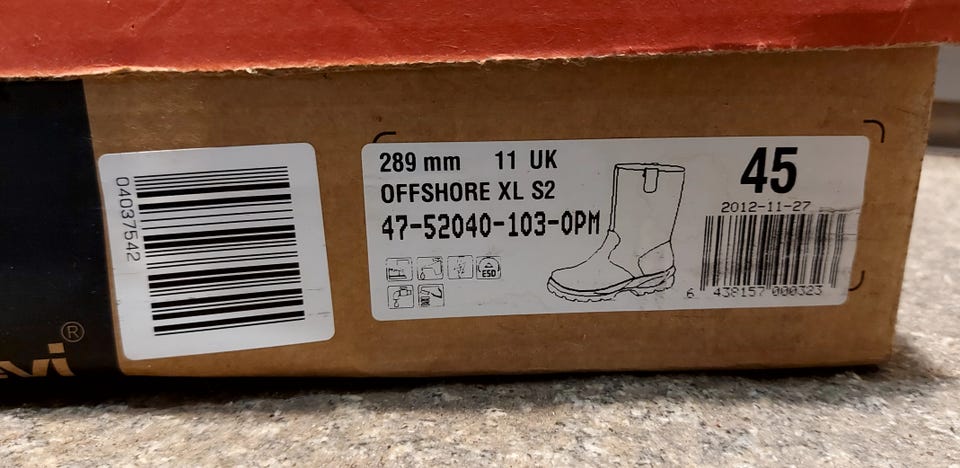 04037542
evi®
289 mm 11 UK
OFFSHORE XL S2
47-52040-103-0PM
ESD
45
2012-11-27
6 438157 000323